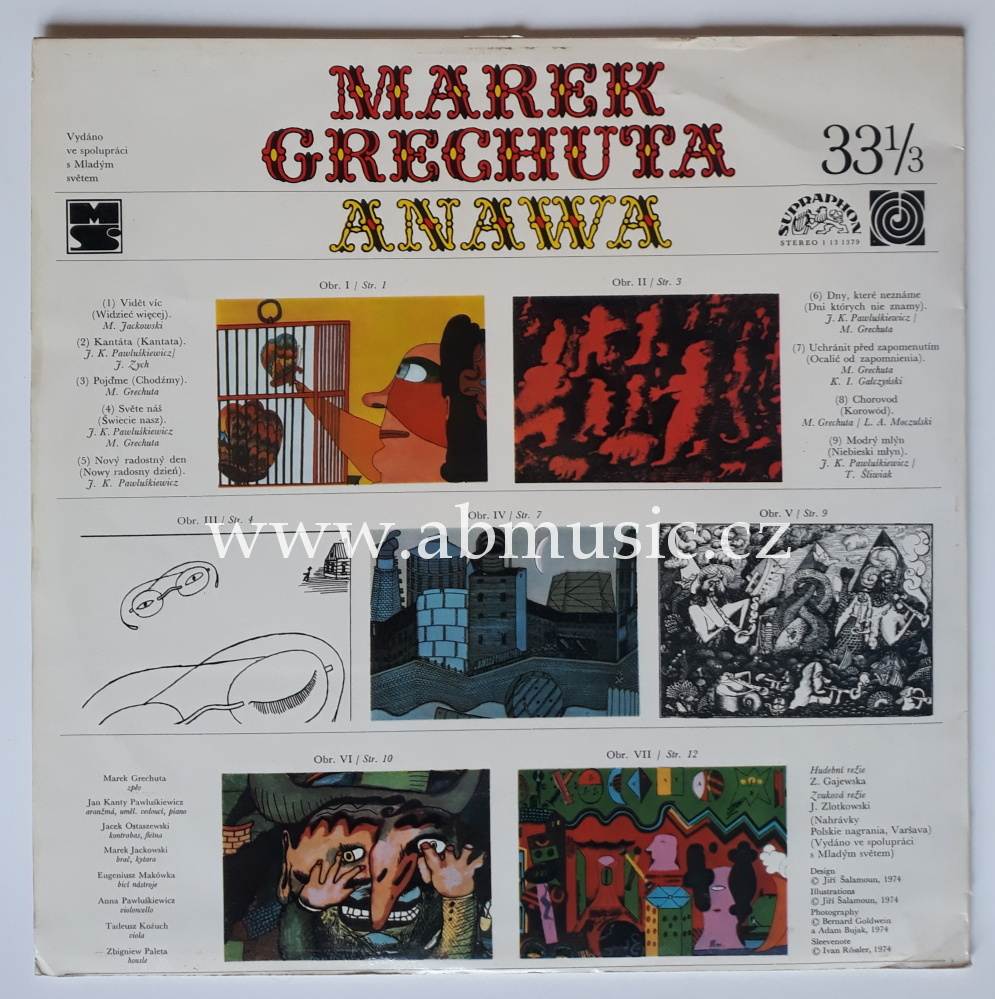 MAREK
GRECHUTA
ANAWA
Vydáno
ve spolupráci
s Mladým
světem
33 1/3
M
S
SUPRAPHON
STEREO 1 13 1379
Obr. I / Str. 1
Obr. II / Str. 3
(1) Vidět víc
(Widzieć więcej).
M. Jackowski
(2) Kantáta (Kantata).
J. K. Pawluśkiewicz/
J. Zych
(3) Pojďme (Chodźmy).
M. Grechuta
(4) Světe náš
(Świecie nasz).
J. K. Pawluśkiewicz
M. Grechuta
(5) Nový radostný den
(Nowy radosny dzień).
J. K. Pawluśkiewicz
(6) Dny, které neznáme
(Dni których nie znamy).
J. K. Pawluśkiewicz /
M. Grechuta
(7) Uchránit před zapomenutím
(Ocalić od zapomnienia).
M. Grechuta
K. I. Gałczyński
(8) Chorovod
(Korowód).
M. Grechuta / L. A. Moczulski
(9) Modrý mlýn
(Niebieski młyn).
J. K. Pawluśkiewicz /
T. Śliwiak
Obr. III / Str. 4
Obr. IV / Str. 7
Obr. V / Str. 9
www.abmusic.cz
Obr. VI / Str. 10
Obr. VII / Str. 12
Marek Grechuta
zpěv
Jan Kanty Pawluśkiewicz
aranžmá, uměl. vedoucí, piano
Jacek Ostaszewski
kontrabas, flétna
Marek Jackowski
brač, kytara
Eugeniusz Makówka
bicí nástroje
Anna Pawluśkiewicz
violoncello
Tadeusz Kożuch
viola
Zbigniew Paleta
housle
Hudební režie
Z. Gajewska
Zvuková režie
J. Zlotkowski
(Nahrávky
Polskie nagrania, Varšava)
(Vydáno ve spolupráci
s Mladým světem)
Design
© Jiří Šalamoun, 1974
Illustrations
© Jiří Šalamoun, 1974
Photography
© Bernard Goldwein
a Adam Bujak, 1974
Sleevenote
© Ivan Rössler, 1974